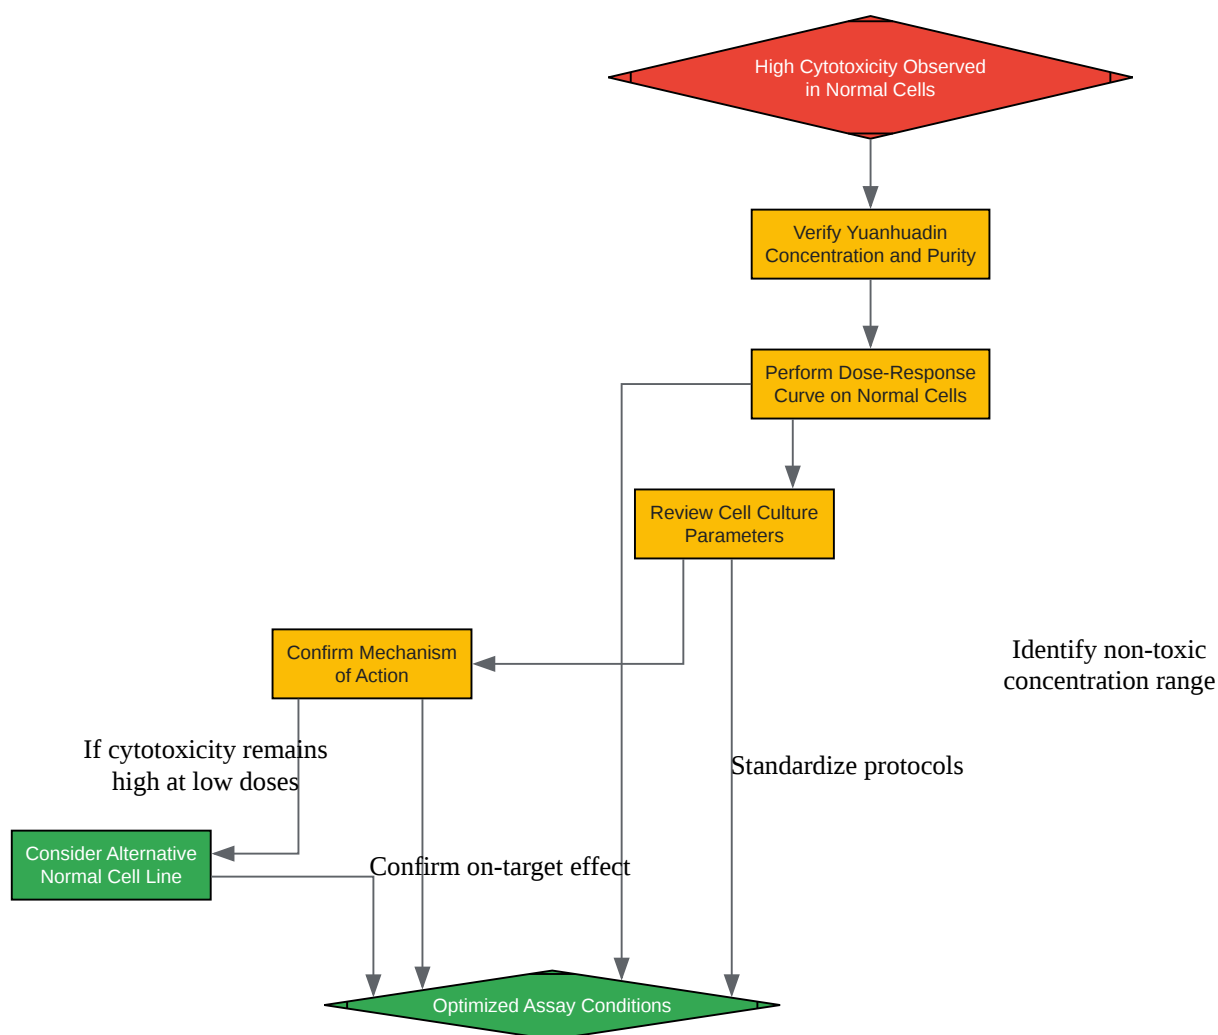 High Cytotoxicity Observed
in Normal Cells
Verify Yuanhuadin
Concentration and Purity
Perform Dose-Response
Curve on Normal Cells
Review Cell Culture
Parameters
Confirm Mechanism
of Action
Identify non-toxic
concentration range
If cytotoxicity remains
high at low doses
Standardize protocols
Consider Alternative
Normal Cell Line
Confirm on-target effect
Optimized Assay Conditions